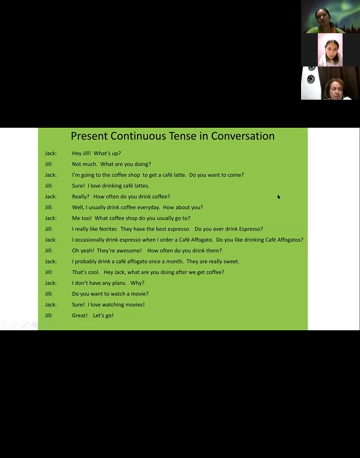 Present Continuous Tense in Conversation
Jack: Hey Jill! What's up?
Jill: Not much. What are you doing?
Jack: I'm going to the coffee shop to get a café latte. Do you want to come?
Jill: Sure! I love drinking café lattes.
Jack: Really? How often do you drink coffee?
Jill: Well, I usually drink coffee everyday. How about you?
Jack: Me too! What coffee shop do you usually go to?
Jill: I really like Noriter. They have the best espresso. Do you ever drink Espresso?
Jack: I occasionally drink espresso when I order a Café Affogato. Do you like drinking Café Affogatos?
Jill: Oh yeah! They're awesome! How often do you drink them?
Jack: I probably drink a café affogato once a month. They are really sweet.
Jill: That's cool. Hey Jack, what are you doing after we get coffee?
Jack: I don't have any plans. Why?
Jill: Do you want to watch a movie?
Jack: Sure! I love watching movies!
Jill: Great! Let's go!